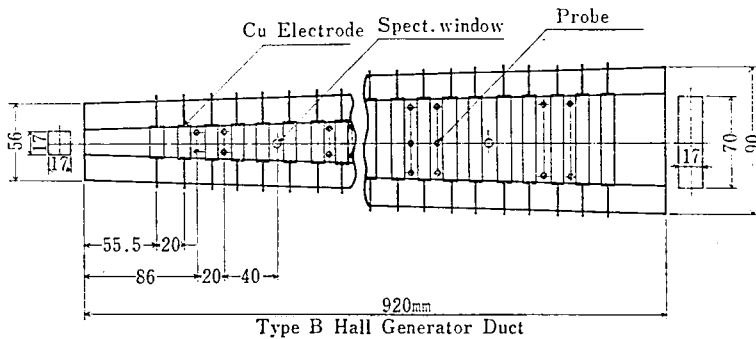 Cu Electrode Spect.window Probe
56
17
17
17
70
90
55.5 20
86 20 40
920mm
Type B Hall Generator Duct